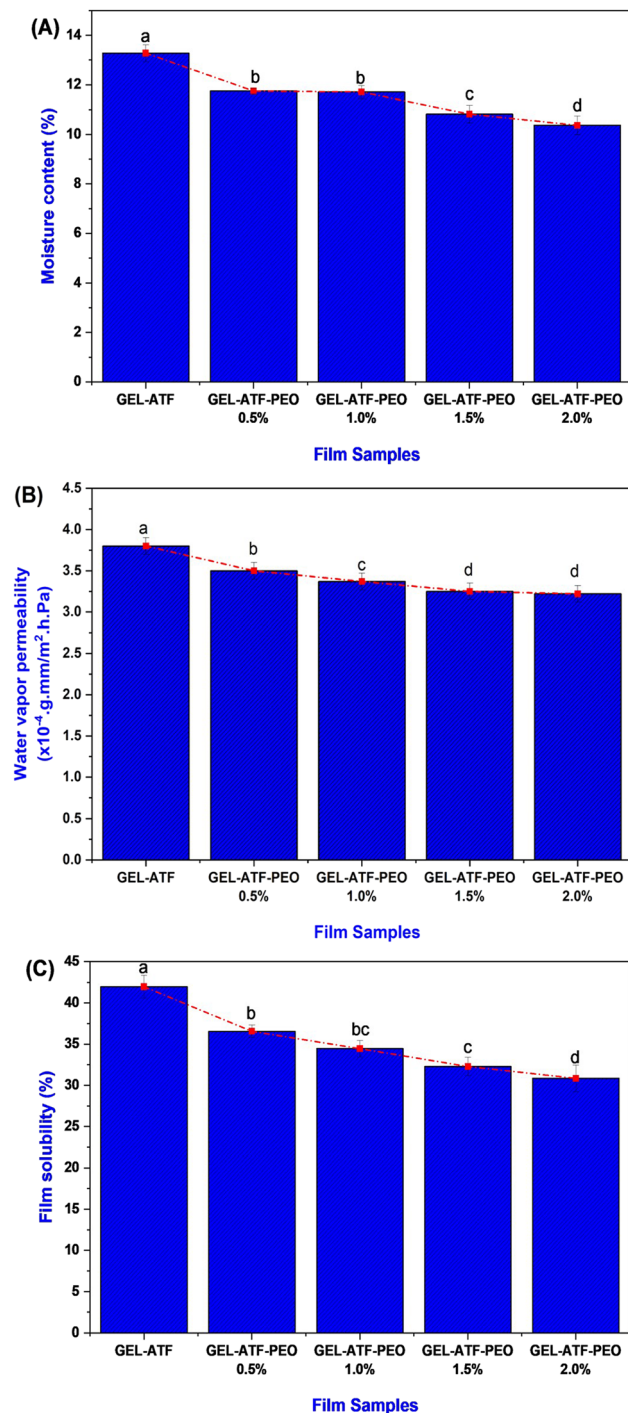 (A)
Moisture content (%)
16
14
12
10
8
6
4
2
0
a
b
b
c
d
GEL-ATF GEL-ATF-PEO GEL-ATF-PEO GEL-ATF-PEO GEL-ATF-PEO
0.5% 1.0% 1.5% 2.0%
Film Samples
(B)
Water vapor permeability
(x10⁻⁴.g.mm/m².h.Pa)
4.5
4.0
3.5
3.0
2.5
2.0
1.5
1.0
0.5
0.0
a
b
c
d
d
GEL-ATF GEL-ATF-PEO GEL-ATF-PEO GEL-ATF-PEO GEL-ATF-PEO
0.5% 1.0% 1.5% 2.0%
Film Samples
(C)
Film solubility (%)
45
40
35
30
25
20
15
10
5
0
a
b
bc
c
d
GEL-ATF GEL-ATF-PEO GEL-ATF-PEO GEL-ATF-PEO GEL-ATF-PEO
0.5% 1.0% 1.5% 2.0%
Film Samples